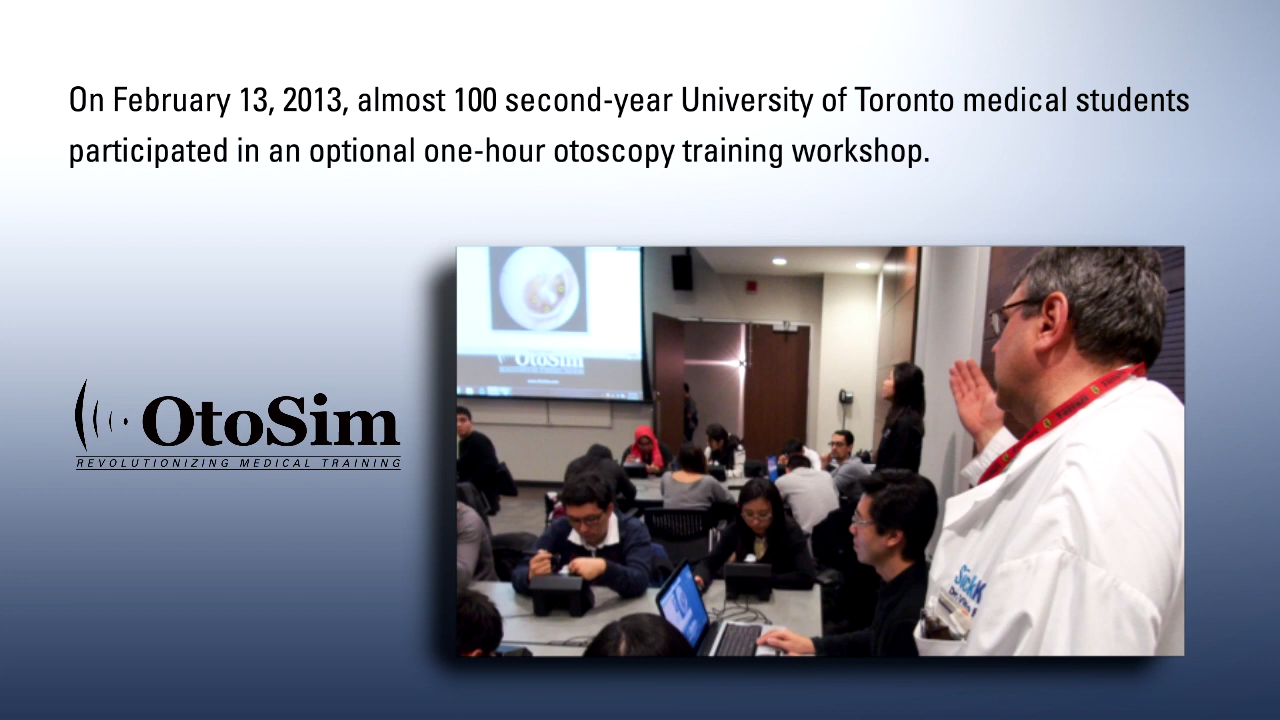 On February 13, 2013, almost 100 second-year University of Toronto medical students
participated in an optional one-hour otoscopy training workshop.
OtoSim
OtoSim
REVOLUTIONIZING MEDICAL TRAINING